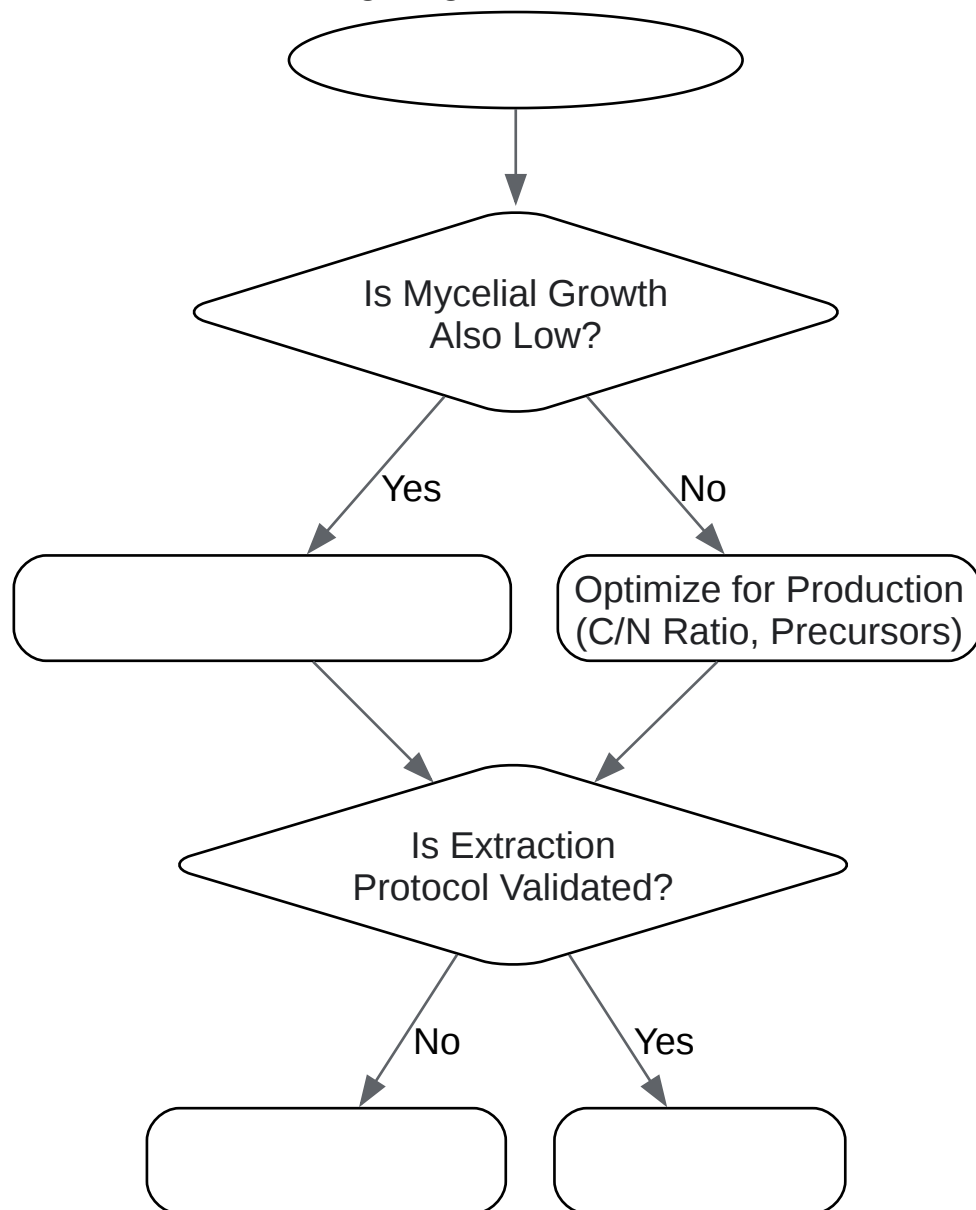 Is Mycelial Growth
Also Low?
Yes
No
Optimize for Production
(C/N Ratio, Precursors)
Is Extraction
Protocol Validated?
No
Yes